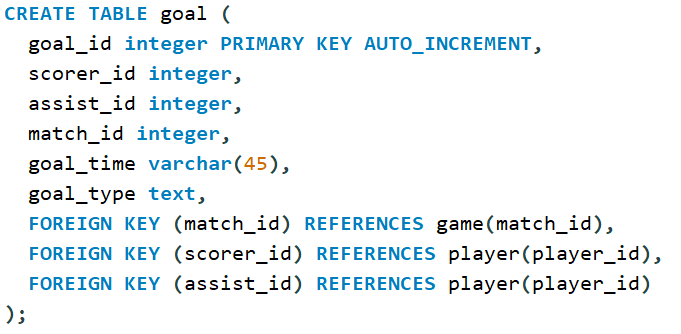 CREATE TABLE goal (
  goal_id integer PRIMARY KEY AUTO_INCREMENT,
  scorer_id integer,
  assist_id integer,
  match_id integer,
  goal_time varchar(45),
  goal_type text,
  FOREIGN KEY (match_id) REFERENCES game(match_id),
  FOREIGN KEY (scorer_id) REFERENCES player(player_id),
  FOREIGN KEY (assist_id) REFERENCES player(player_id)
);